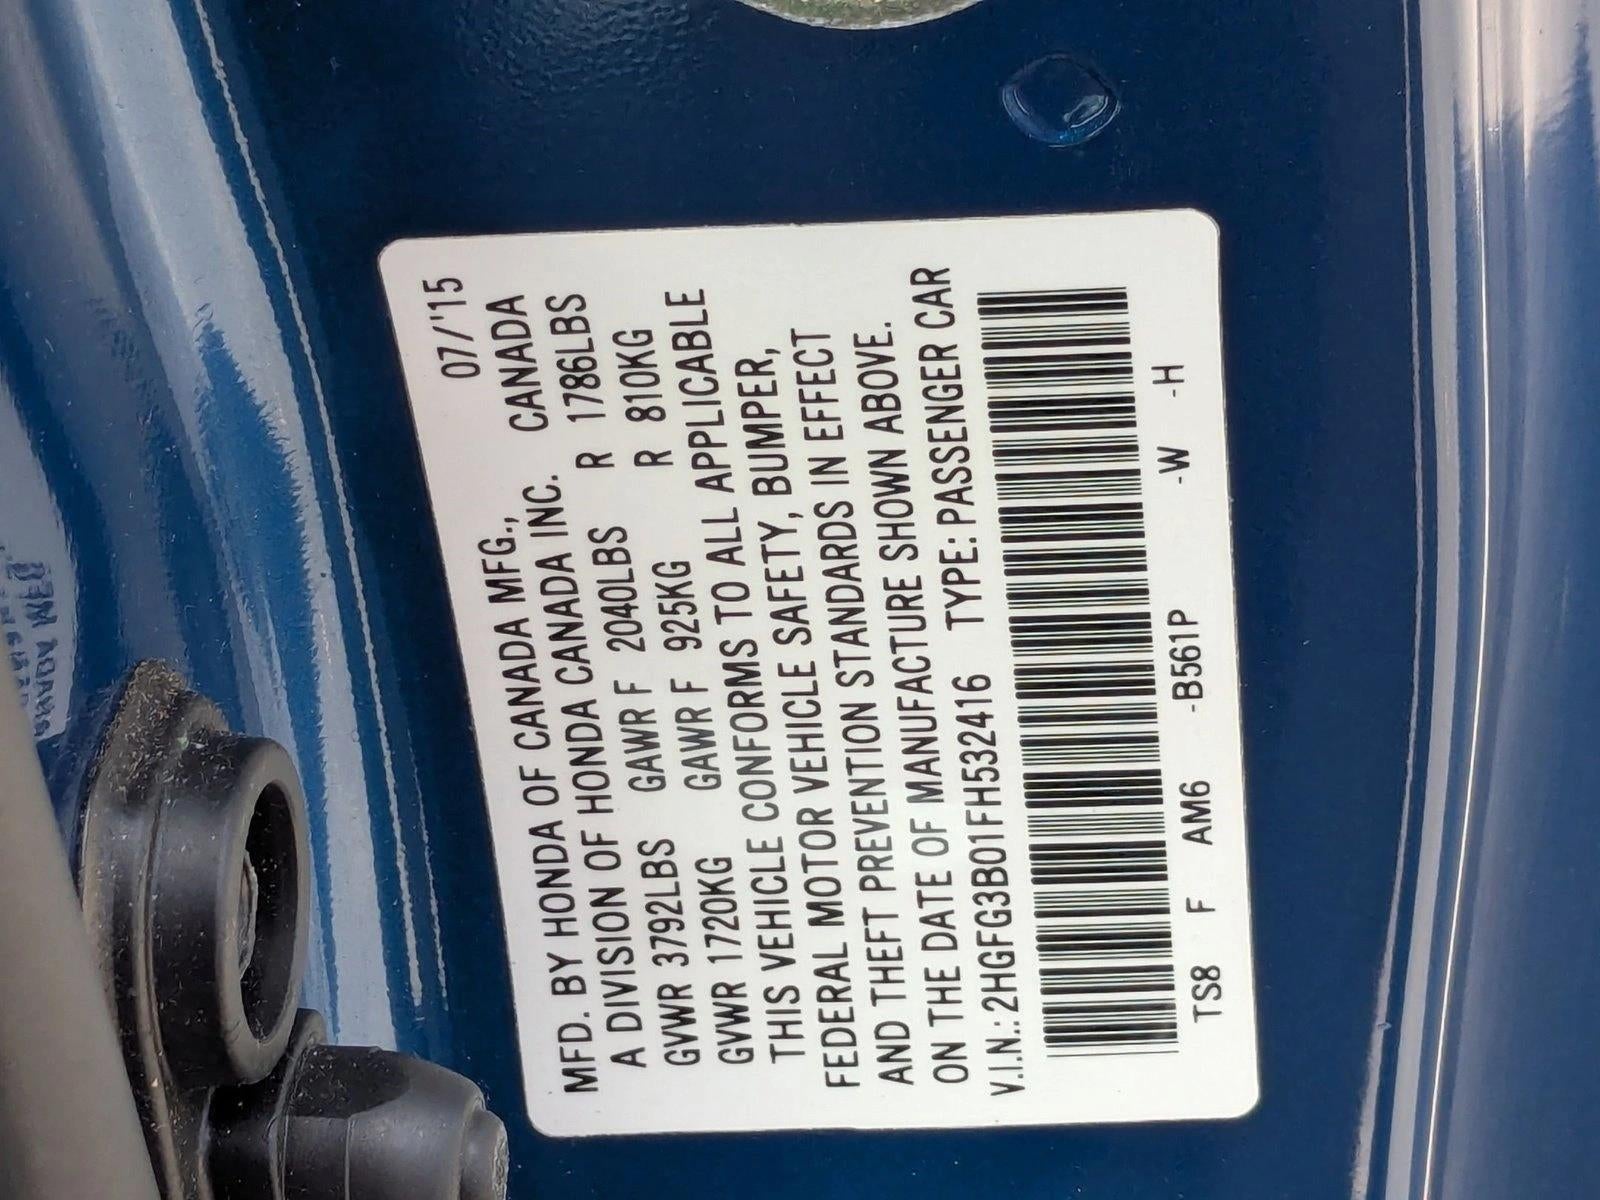 07/'15
MFD. BY HONDA OF CANADA MFG., CANADA
A DIVISION OF HONDA CANADA INC.
GVWR 3792LBS GAWR F 2040LBS R 1786LBS
GVWR 1720KG GAWR F 925KG R 810KG
THIS VEHICLE CONFORMS TO ALL APPLICABLE
FEDERAL MOTOR VEHICLE SAFETY, BUMPER,
AND THEFT PREVENTION STANDARDS IN EFFECT
ON THE DATE OF MANUFACTURE SHOWN ABOVE.
V.I.N.: 2HGFG3B01FH532416 TYPE: PASSENGER CAR
TS8 F AM6 -B561P -W -H